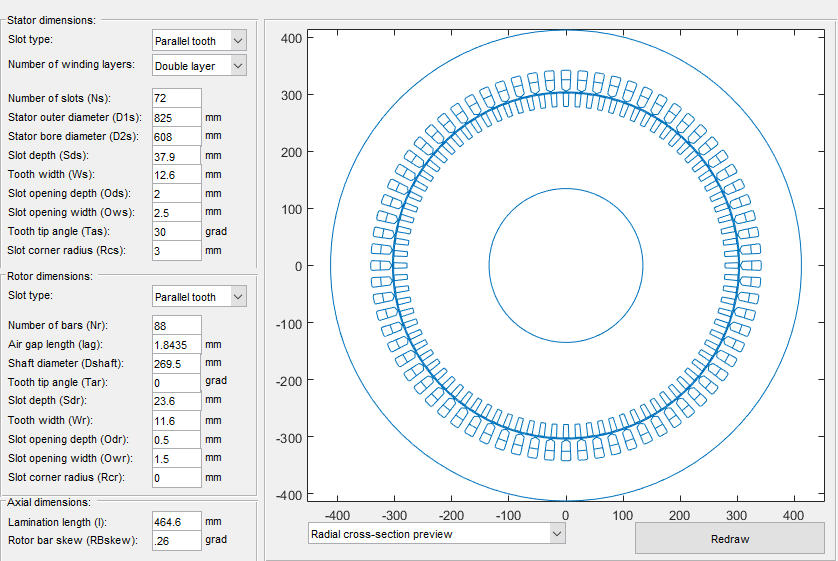 Stator dimensions:
Slot type: Parallel tooth
Number of winding layers: Double layer
Number of slots (Ns): 72
Stator outer diameter (D1s): 825 mm
Stator bore diameter (D2s): 608 mm
Slot depth (Sds): 37.9 mm
Tooth width (Ws): 12.6 mm
Slot opening depth (Ods): 2 mm
Slot opening width (Ows): 2.5 mm
Tooth tip angle (Tas): 30 grad
Slot corner radius (Rcs): 3 mm
Rotor dimensions:
Slot type: Parallel tooth
Number of bars (Nr): 88
Air gap length (lag): 1.8435 mm
Shaft diameter (Dshaft): 269.5 mm
Tooth tip angle (Tar): 0 grad
Slot depth (Sdr): 23.6 mm
Tooth width (Wr): 11.6 mm
Slot opening depth (Odr): 0.5 mm
Slot opening width (Owr): 1.5 mm
Slot corner radius (Rcr): 0 mm
Axial dimensions:
Lamination length (l): 464.6 mm
Rotor bar skew (RBskew): .26 grad
400
300
200
100
0
-100
-200
-300
-400
-400 -300 -200 -100 0 100 200 300 400
Radial cross-section preview
Redraw